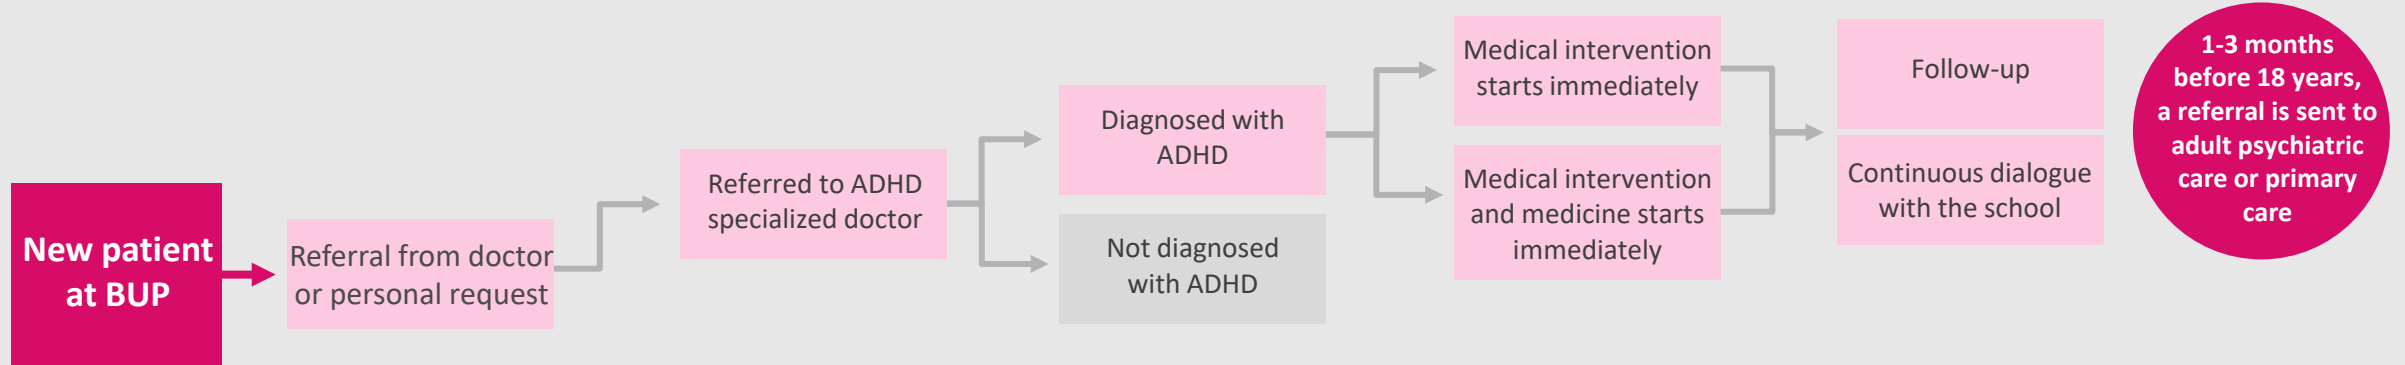 New patient
at BUP
Referral from doctor
or personal request
Referred to ADHD
specialized doctor
Diagnosed with
ADHD
Not diagnosed
with ADHD
Medical intervention
starts immediately
Medical intervention
and medicine starts
immediately
Follow-up
Continuous dialogue
with the school
1-3 months
before 18 years,
a referral is sent to
adult psychiatric
care or primary
care